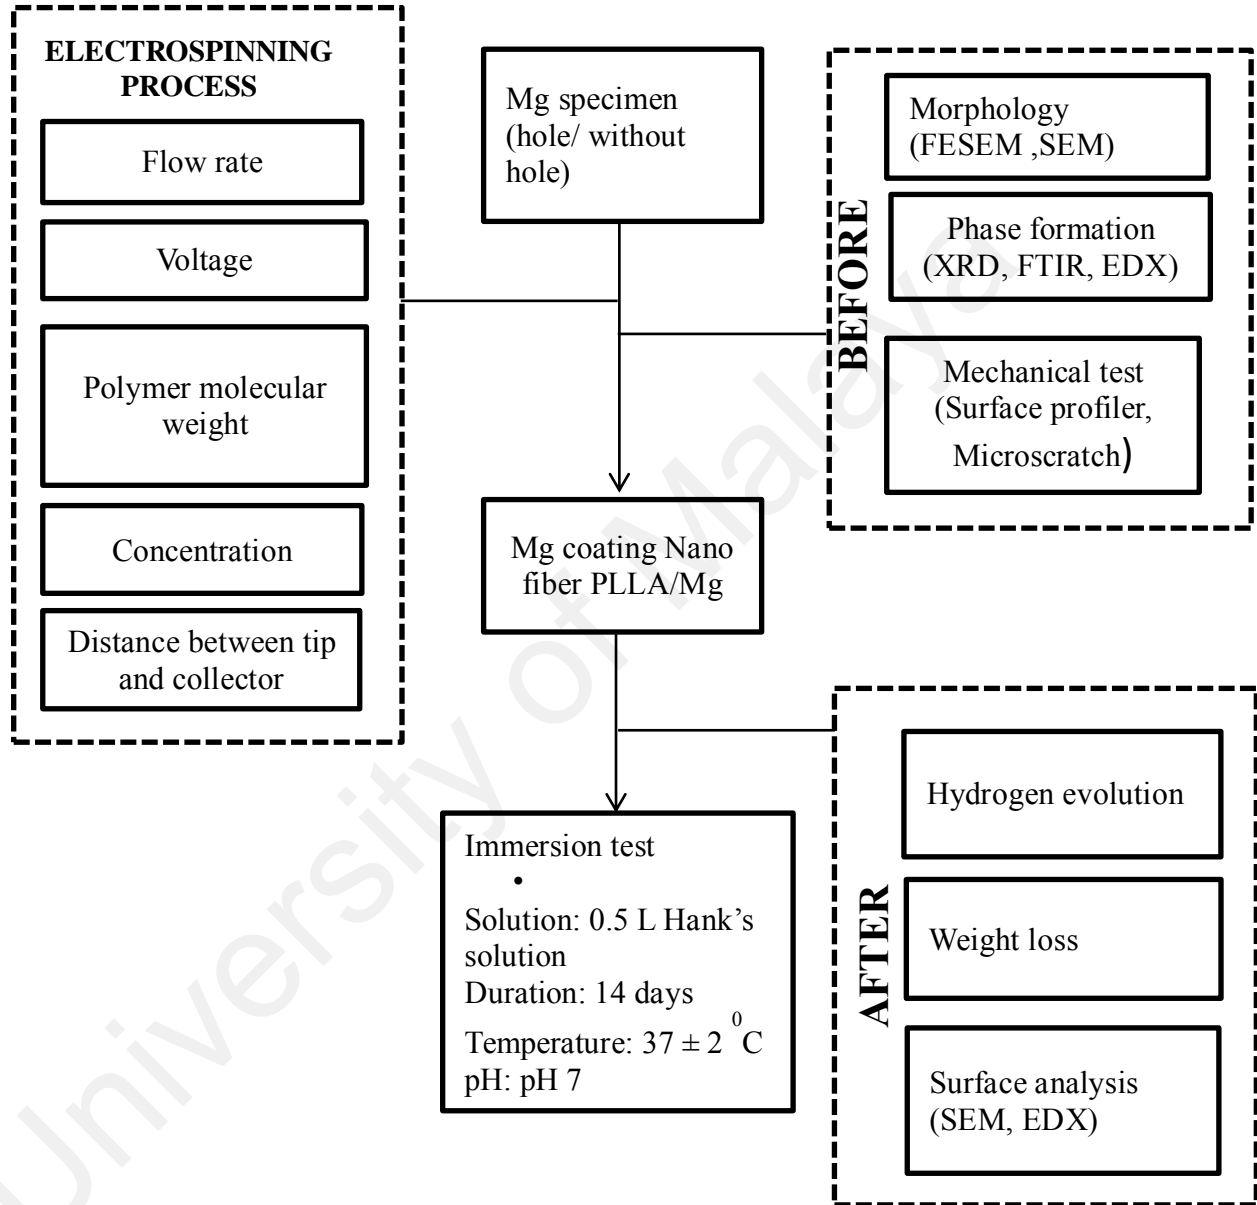 ELECTROSPINNING
PROCESS
Flow rate
Voltage
Polymer molecular
weight
Concentration
Distance between tip
and collector
Mg specimen
(hole/ without
hole)
Mg coating Nano
fiber PLLA/Mg
Immersion test
•
Solution: 0.5 L Hank’s
solution
Duration: 14 days
Temperature: 37 ± 2 ⁰C
pH: pH 7
BEFORE
Morphology
(FESEM ,SEM)
Phase formation
(XRD, FTIR, EDX)
Mechanical test
(Surface profiler,
Microscratch)
AFTER
Hydrogen evolution
Weight loss
Surface analysis
(SEM, EDX)
University of Malaya